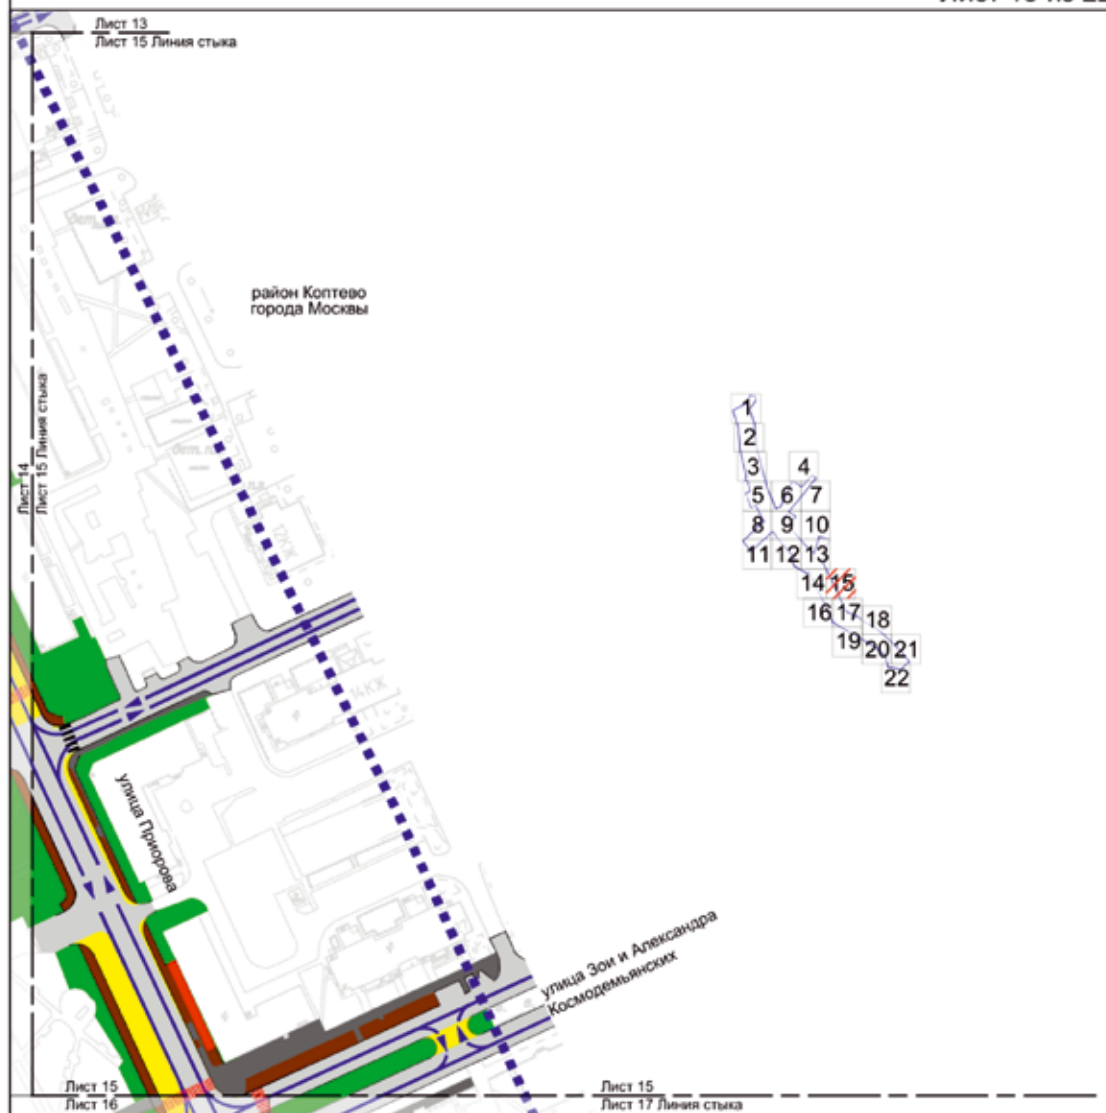 Лист 13
Лист 15 Линия стыка
район Коптево
города Москвы
Лист 14
Лист 15 Линия стыка
1
2
3 4
5 6 7
8 9 10
11 12 13
14 15
16 17 18
19 20 21
22
12КЖ
14КЖ
улица Приорова
улица Зои и Александра
Космодемьянских
Лист 15
Лист 16
Лист 15
Лист 17 Линия стыка